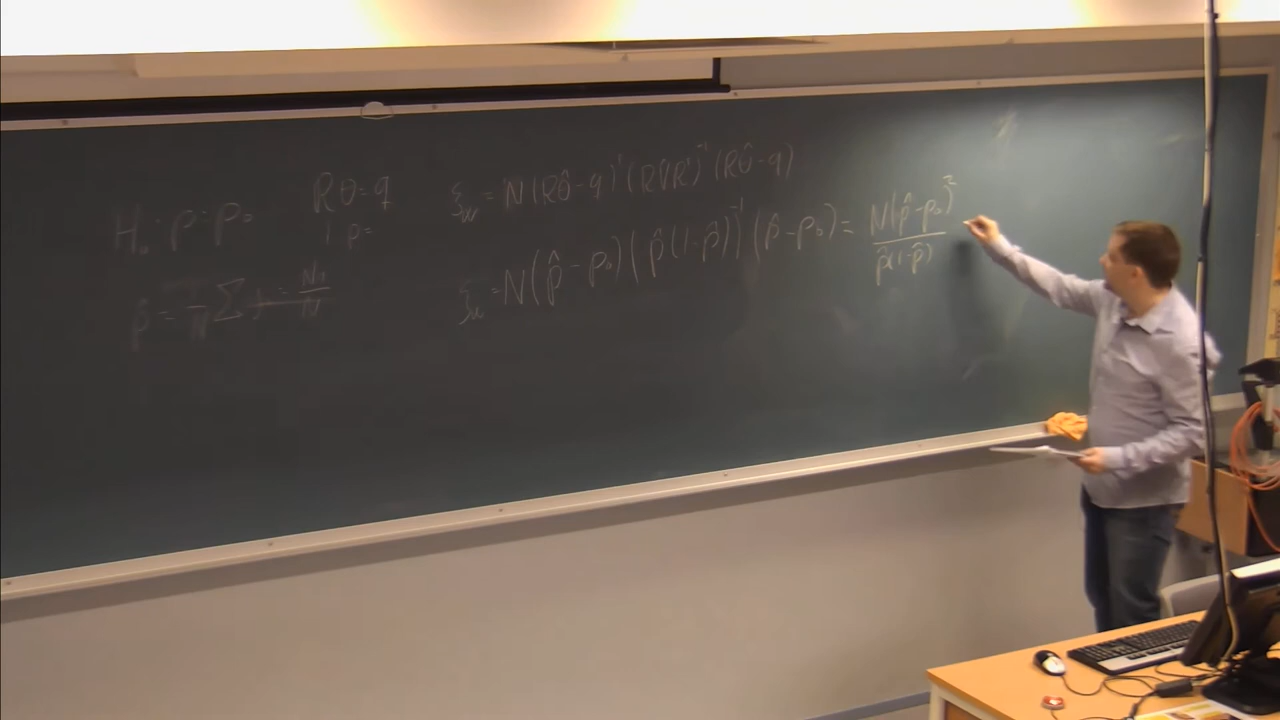 H₀: p = p₀
Rθ = q
1 p =
p̂ = 1/N Σ yᵢ = N₁/N
ξ_W = N(Rθ̂ - q)'(RV̂R')⁻¹(Rθ̂ - q)
ξ_W = N(p̂ - p₀)(p̂(1-p̂))⁻¹(p̂ - p₀) = N(p̂ - p₀)² / p̂(1-p̂)